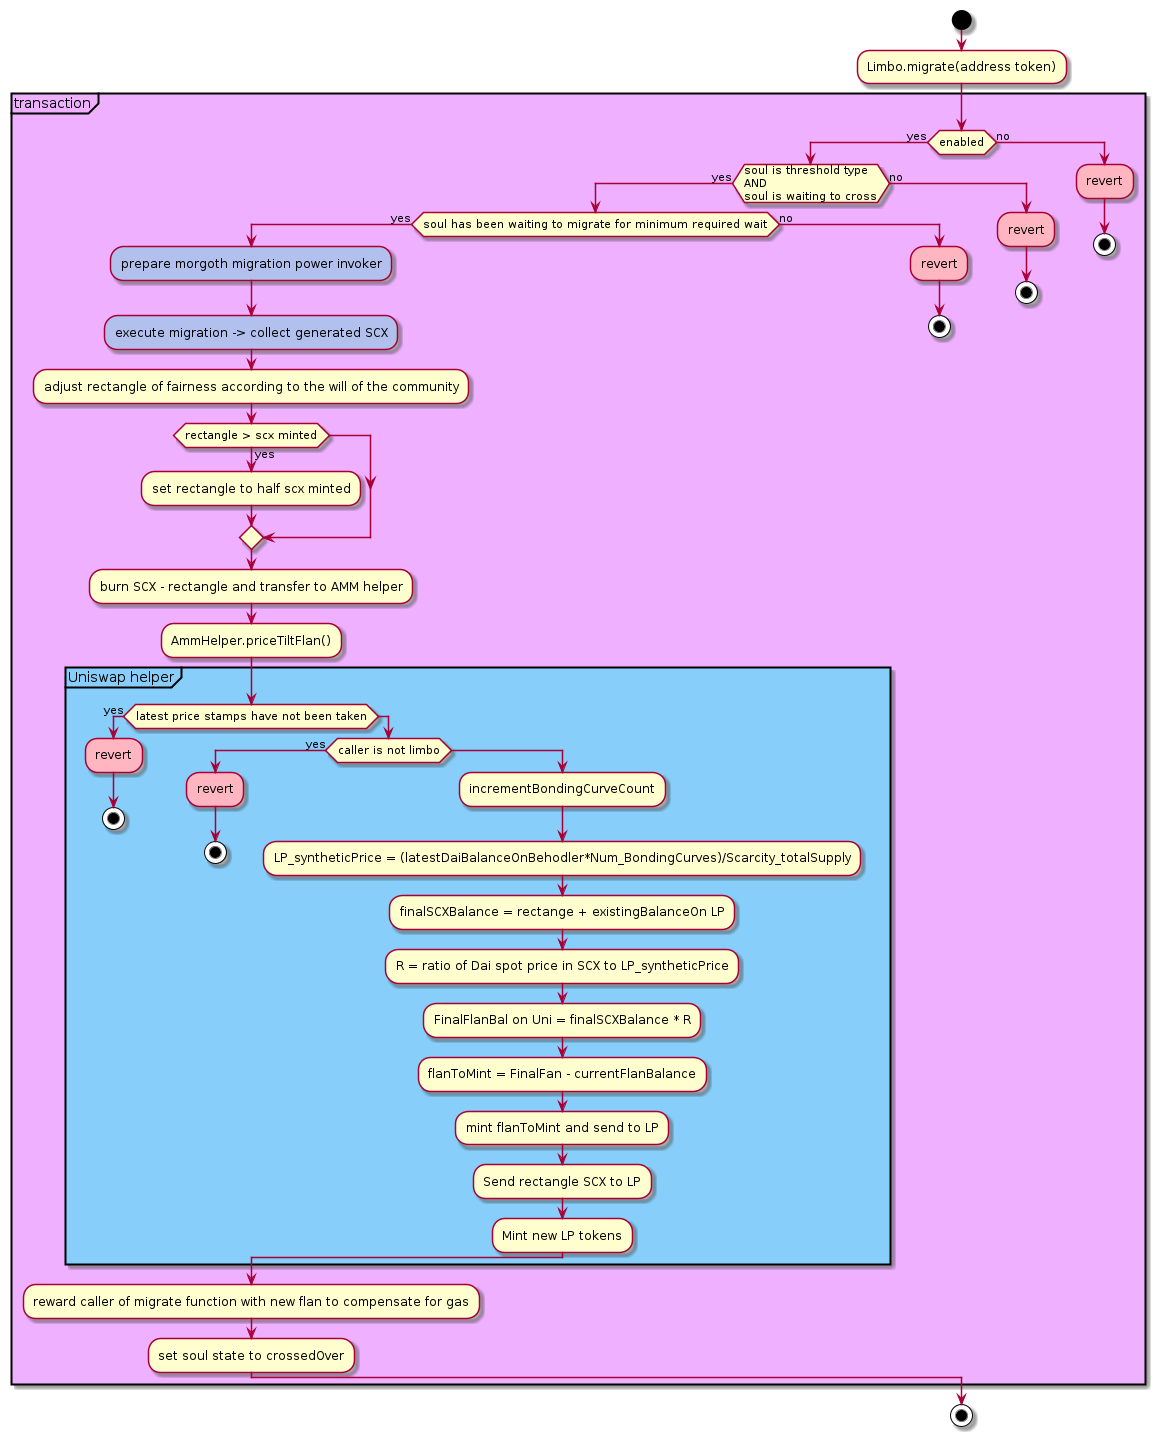 Limbo.migrate(address token)
transaction
yes
enabled
no
revert
yes
soul is threshold type
AND
soul is waiting to cross
no
revert
yes
soul has been waiting to migrate for minimum required wait
no
revert
prepare morgoth migration power invoker
execute migration -> collect generated SCX
adjust rectangle of fairness according to the will of the community
rectangle > scx minted
yes
set rectangle to half scx minted
burn SCX - rectangle and transfer to AMM helper
AmmHelper.priceTiltFlan()
Uniswap helper
yes
latest price stamps have not been taken
revert
yes
caller is not limbo
revert
incrementBondingCurveCount
LP_syntheticPrice = (latestDaiBalanceOnBehodler*Num_BondingCurves)/Scarcity_totalSupply
finalSCXBalance = rectange + existingBalanceOn LP
R = ratio of Dai spot price in SCX to LP_syntheticPrice
FinalFlanBal on Uni = finalSCXBalance * R
flanToMint = FinalFan - currentFlanBalance
mint flanToMint and send to LP
Send rectangle SCX to LP
Mint new LP tokens
reward caller of migrate function with new flan to compensate for gas
set soul state to crossedOver